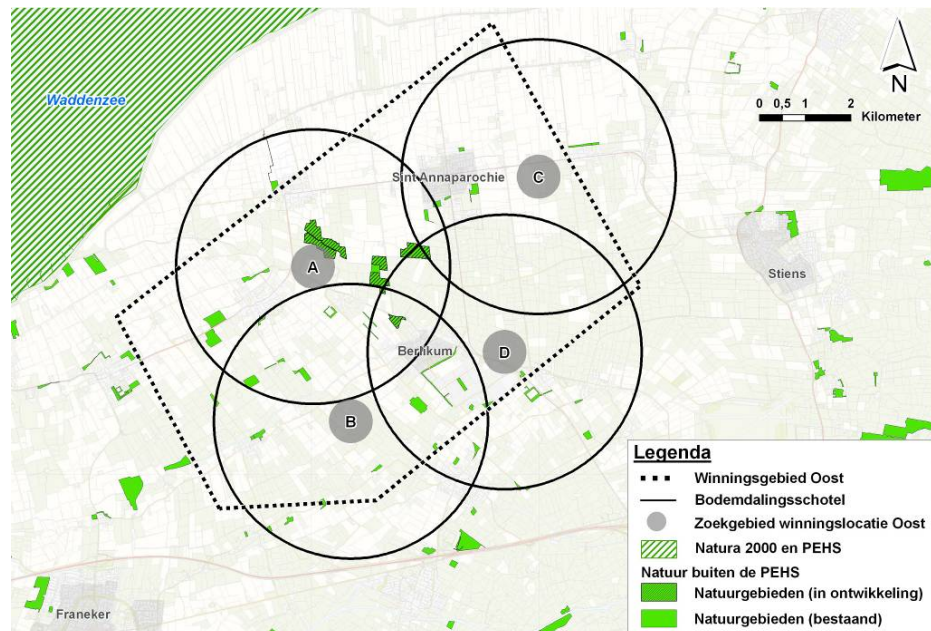 Waddenzee
N
0 0,5 1 2
Kilometer
Sint Annaparochie
C
A
Stiens
Berlikum
D
B
Franeker
Legenda
Winningsgebied Oost
Bodemdalingsschotel
Zoekgebied winningslocatie Oost
Natura 2000 en PEHS
Natuur buiten de PEHS
Natuurgebieden (in ontwikkeling)
Natuurgebieden (bestaand)